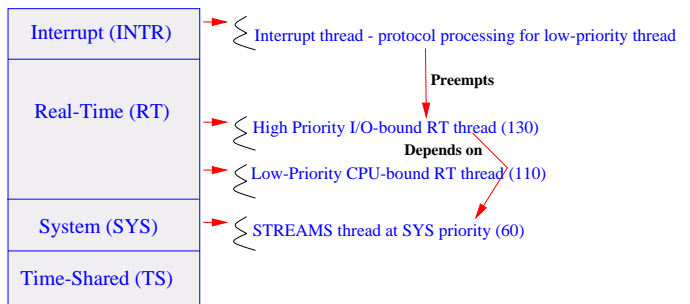 Interrupt (INTR)
Interrupt thread - protocol processing for low-priority thread
Preempts
Real-Time (RT)
High Priority I/O-bound RT thread (130)
Depends on
Low-Priority CPU-bound RT thread (110)
System (SYS)
STREAMS thread at SYS priority (60)
Time-Shared (TS)